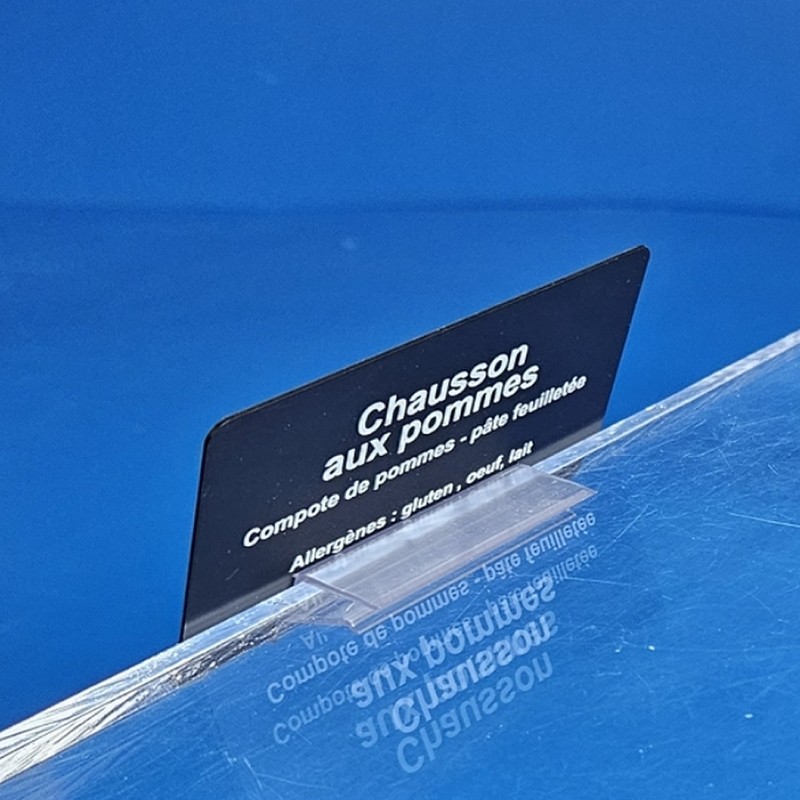 Chausson
aux pommes
Compote de pommes - pâte feuilletée
Allergènes : gluten , oeuf, lait